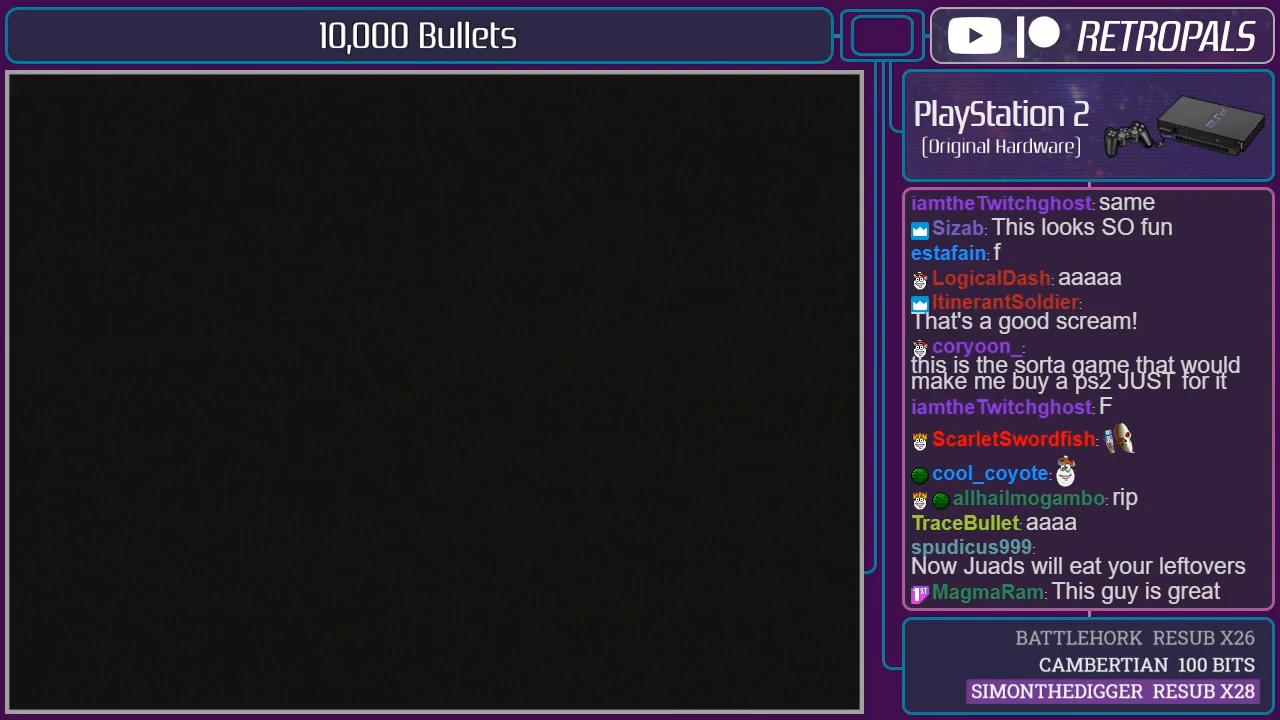 10,000 Bullets
RETROPALS
PlayStation 2
(Original Hardware)
iamtheTwitchghost: same
Sizab: This looks SO fun
estafain: f
LogicalDash: aaaaa
ItinerantSoldier:
That's a good scream!
coryoon_:
this is the sorta game that would
make me buy a ps2 JUST for it
iamtheTwitchghost: F
ScarletSwordfish:
cool_coyote:
allhailmogambo: rip
TraceBullet: aaaa
spudicus999:
Now Juads will eat your leftovers
1ST MagmaRam: This guy is great
BATTLEHORK RESUB X26
CAMBERTIAN 100 BITS
SIMONTHEDIGGER RESUB X28